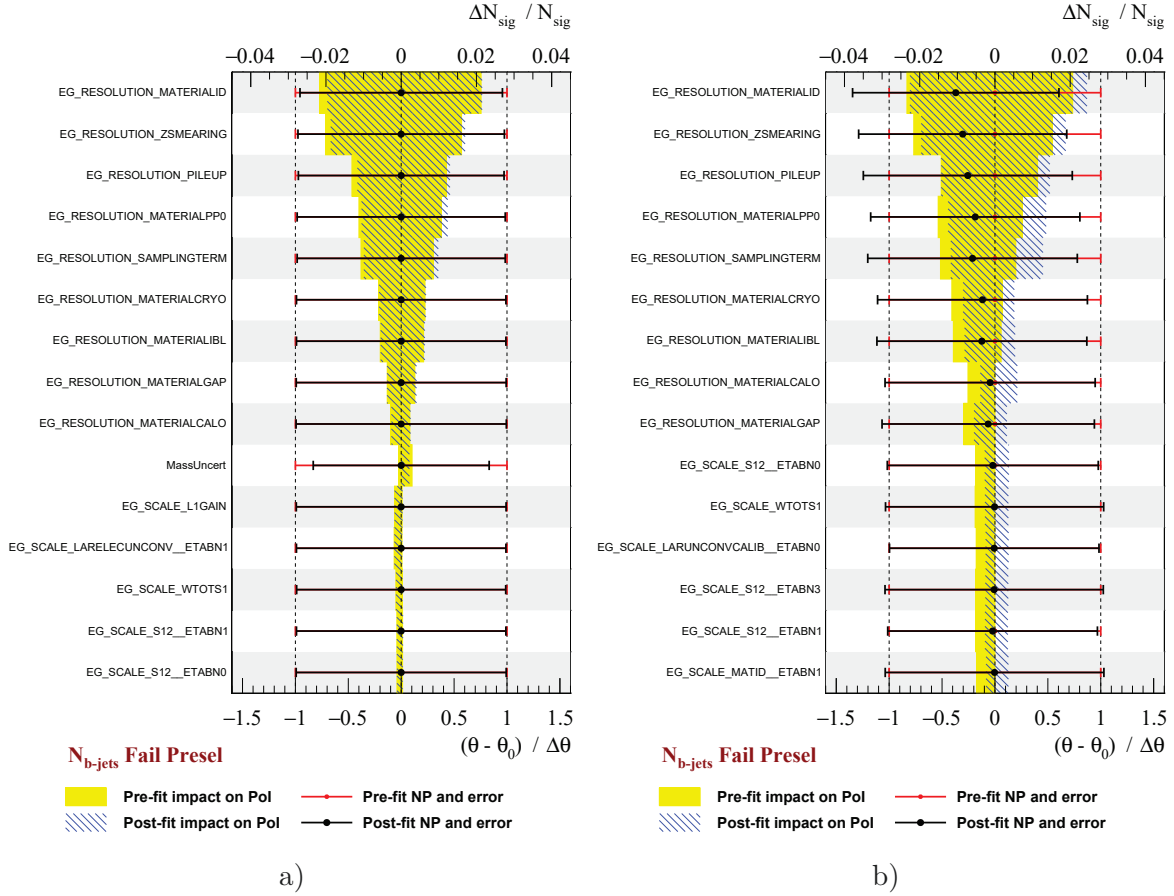 ΔN_sig / N_sig
−0.04 −0.02 0 0.02 0.04
EG_RESOLUTION_MATERIALID
EG_RESOLUTION_ZSMEARING
EG_RESOLUTION_PILEUP
EG_RESOLUTION_MATERIALPP0
EG_RESOLUTION_SAMPLINGTERM
EG_RESOLUTION_MATERIALCRYO
EG_RESOLUTION_MATERIALIBL
EG_RESOLUTION_MATERIALGAP
EG_RESOLUTION_MATERIALCALO
MassUncert
EG_SCALE_L1GAIN
EG_SCALE_LARELECUNCONV__ETABN1
EG_SCALE_WTOTS1
EG_SCALE_S12__ETABN1
EG_SCALE_S12__ETABN0
−1.5 −1 −0.5 0 0.5 1 1.5
(θ - θ_0) / Δθ
N_b-jets Fail Presel
Pre-fit impact on PoI
Pre-fit NP and error
Post-fit impact on PoI
Post-fit NP and error
a)
ΔN_sig / N_sig
−0.04 −0.02 0 0.02 0.04
EG_RESOLUTION_MATERIALID
EG_RESOLUTION_ZSMEARING
EG_RESOLUTION_PILEUP
EG_RESOLUTION_MATERIALPP0
EG_RESOLUTION_SAMPLINGTERM
EG_RESOLUTION_MATERIALCRYO
EG_RESOLUTION_MATERIALIBL
EG_RESOLUTION_MATERIALCALO
EG_RESOLUTION_MATERIALGAP
EG_SCALE_S12__ETABN0
EG_SCALE_WTOTS1
EG_SCALE_LARUNCONVCALIB__ETABN0
EG_SCALE_S12__ETABN3
EG_SCALE_S12__ETABN1
EG_SCALE_MATID__ETABN1
−1.5 −1 −0.5 0 0.5 1 1.5
(θ - θ_0) / Δθ
N_b-jets Fail Presel
Pre-fit impact on PoI
Pre-fit NP and error
Post-fit impact on PoI
Post-fit NP and error
b)